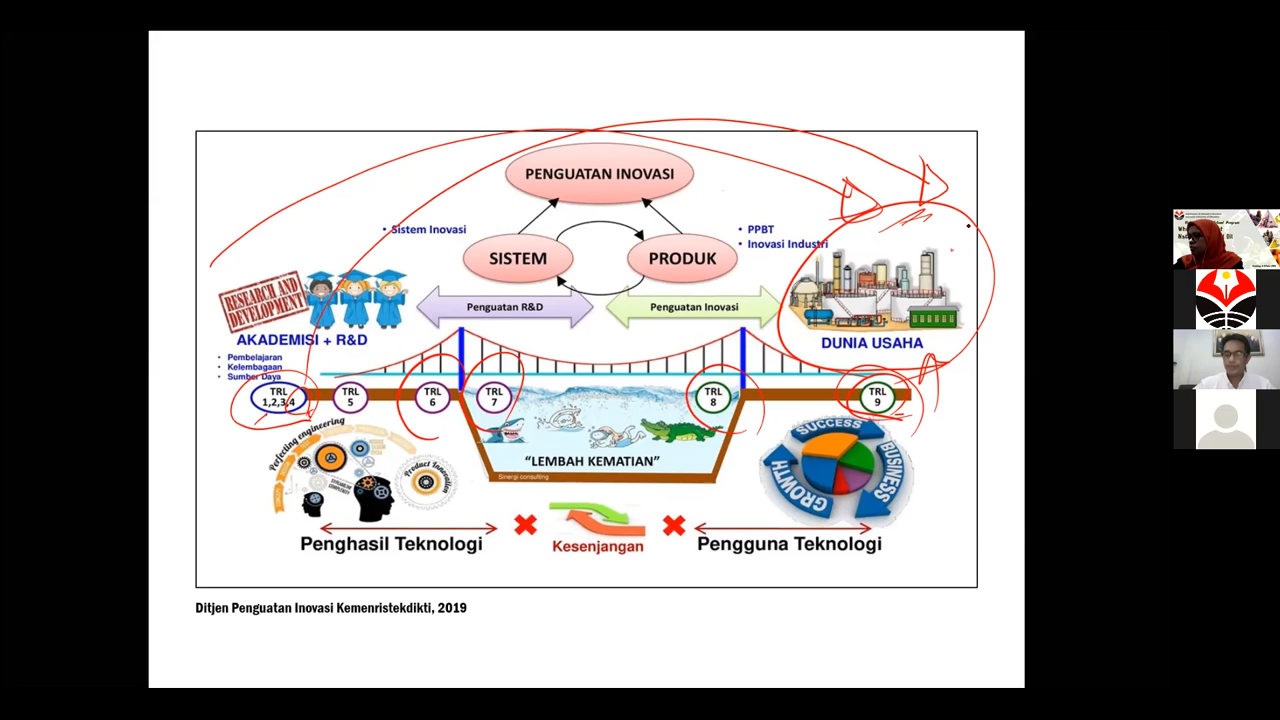 PENGUATAN INOVASI
• Sistem Inovasi
• PPBT
• Inovasi Industri
SISTEM
PRODUK
RESEARCH AND
DEVELOPMENT
Penguatan R&D
Penguatan Inovasi
AKADEMISI + R&D
• Pembelajaran
• Kelembagaan
• Sumber Daya
DUNIA USAHA
TRL
1,2,3,4
TRL
5
TRL
6
TRL
7
TRL
8
TRL
9
Perfecting engineering
Product Innovation
"LEMBAH KEMATIAN"
Sinergi consulting
SUCCESS
BUSINESS
GROWTH
Penghasil Teknologi
Kesenjangan
Pengguna Teknologi
Ditjen Penguatan Inovasi Kemenristekdikti, 2019